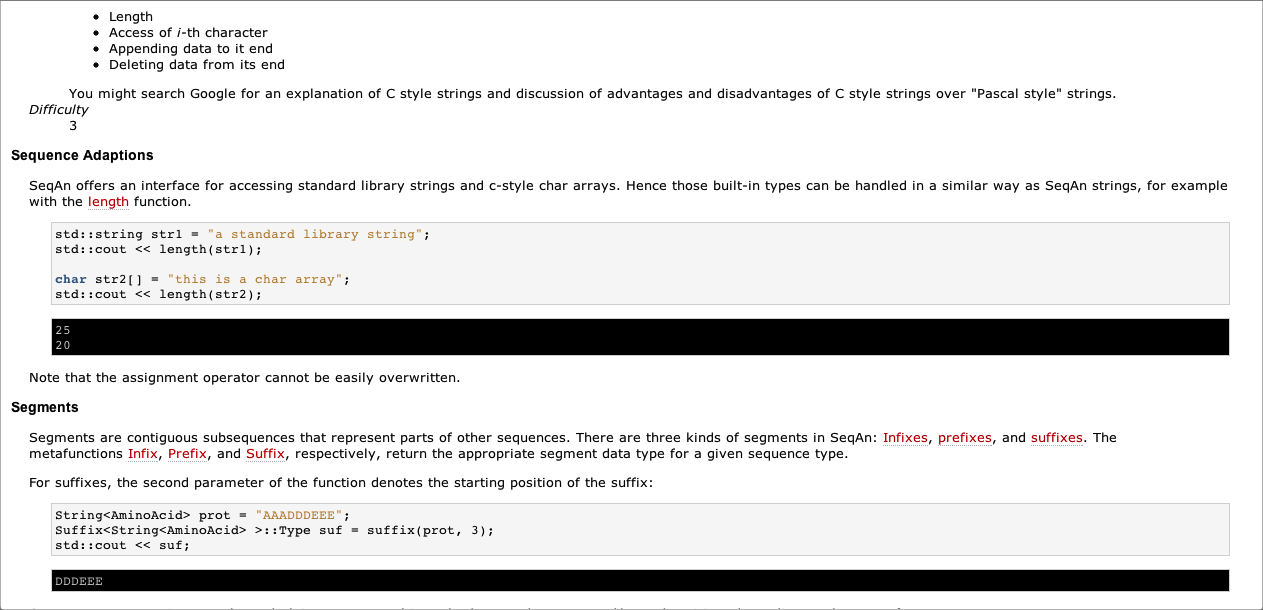 Length
Access of i-th character
Appending data to it end
Deleting data from its end
You might search Google for an explanation of C style strings and discussion of advantages and disadvantages of C style strings over "Pascal style" strings.
Difficulty
3
Sequence Adaptions
SeqAn offers an interface for accessing standard library strings and c-style char arrays. Hence those built-in types can be handled in a similar way as SeqAn strings, for example
with the length function.
std::string str1 = "a standard library string";
std::cout << length(str1);
char str2[] = "this is a char array";
std::cout << length(str2);
25
20
Note that the assignment operator cannot be easily overwritten.
Segments
Segments are contiguous subsequences that represent parts of other sequences. There are three kinds of segments in SeqAn: Infixes, prefixes, and suffixes. The
metafunctions Infix, Prefix, and Suffix, respectively, return the appropriate segment data type for a given sequence type.
For suffixes, the second parameter of the function denotes the starting position of the suffix:
String<AminoAcid> prot = "AAADDDEEE";
Suffix<String<AminoAcid> >::Type suf = suffix(prot, 3);
std::cout << suf;
DDDEEE